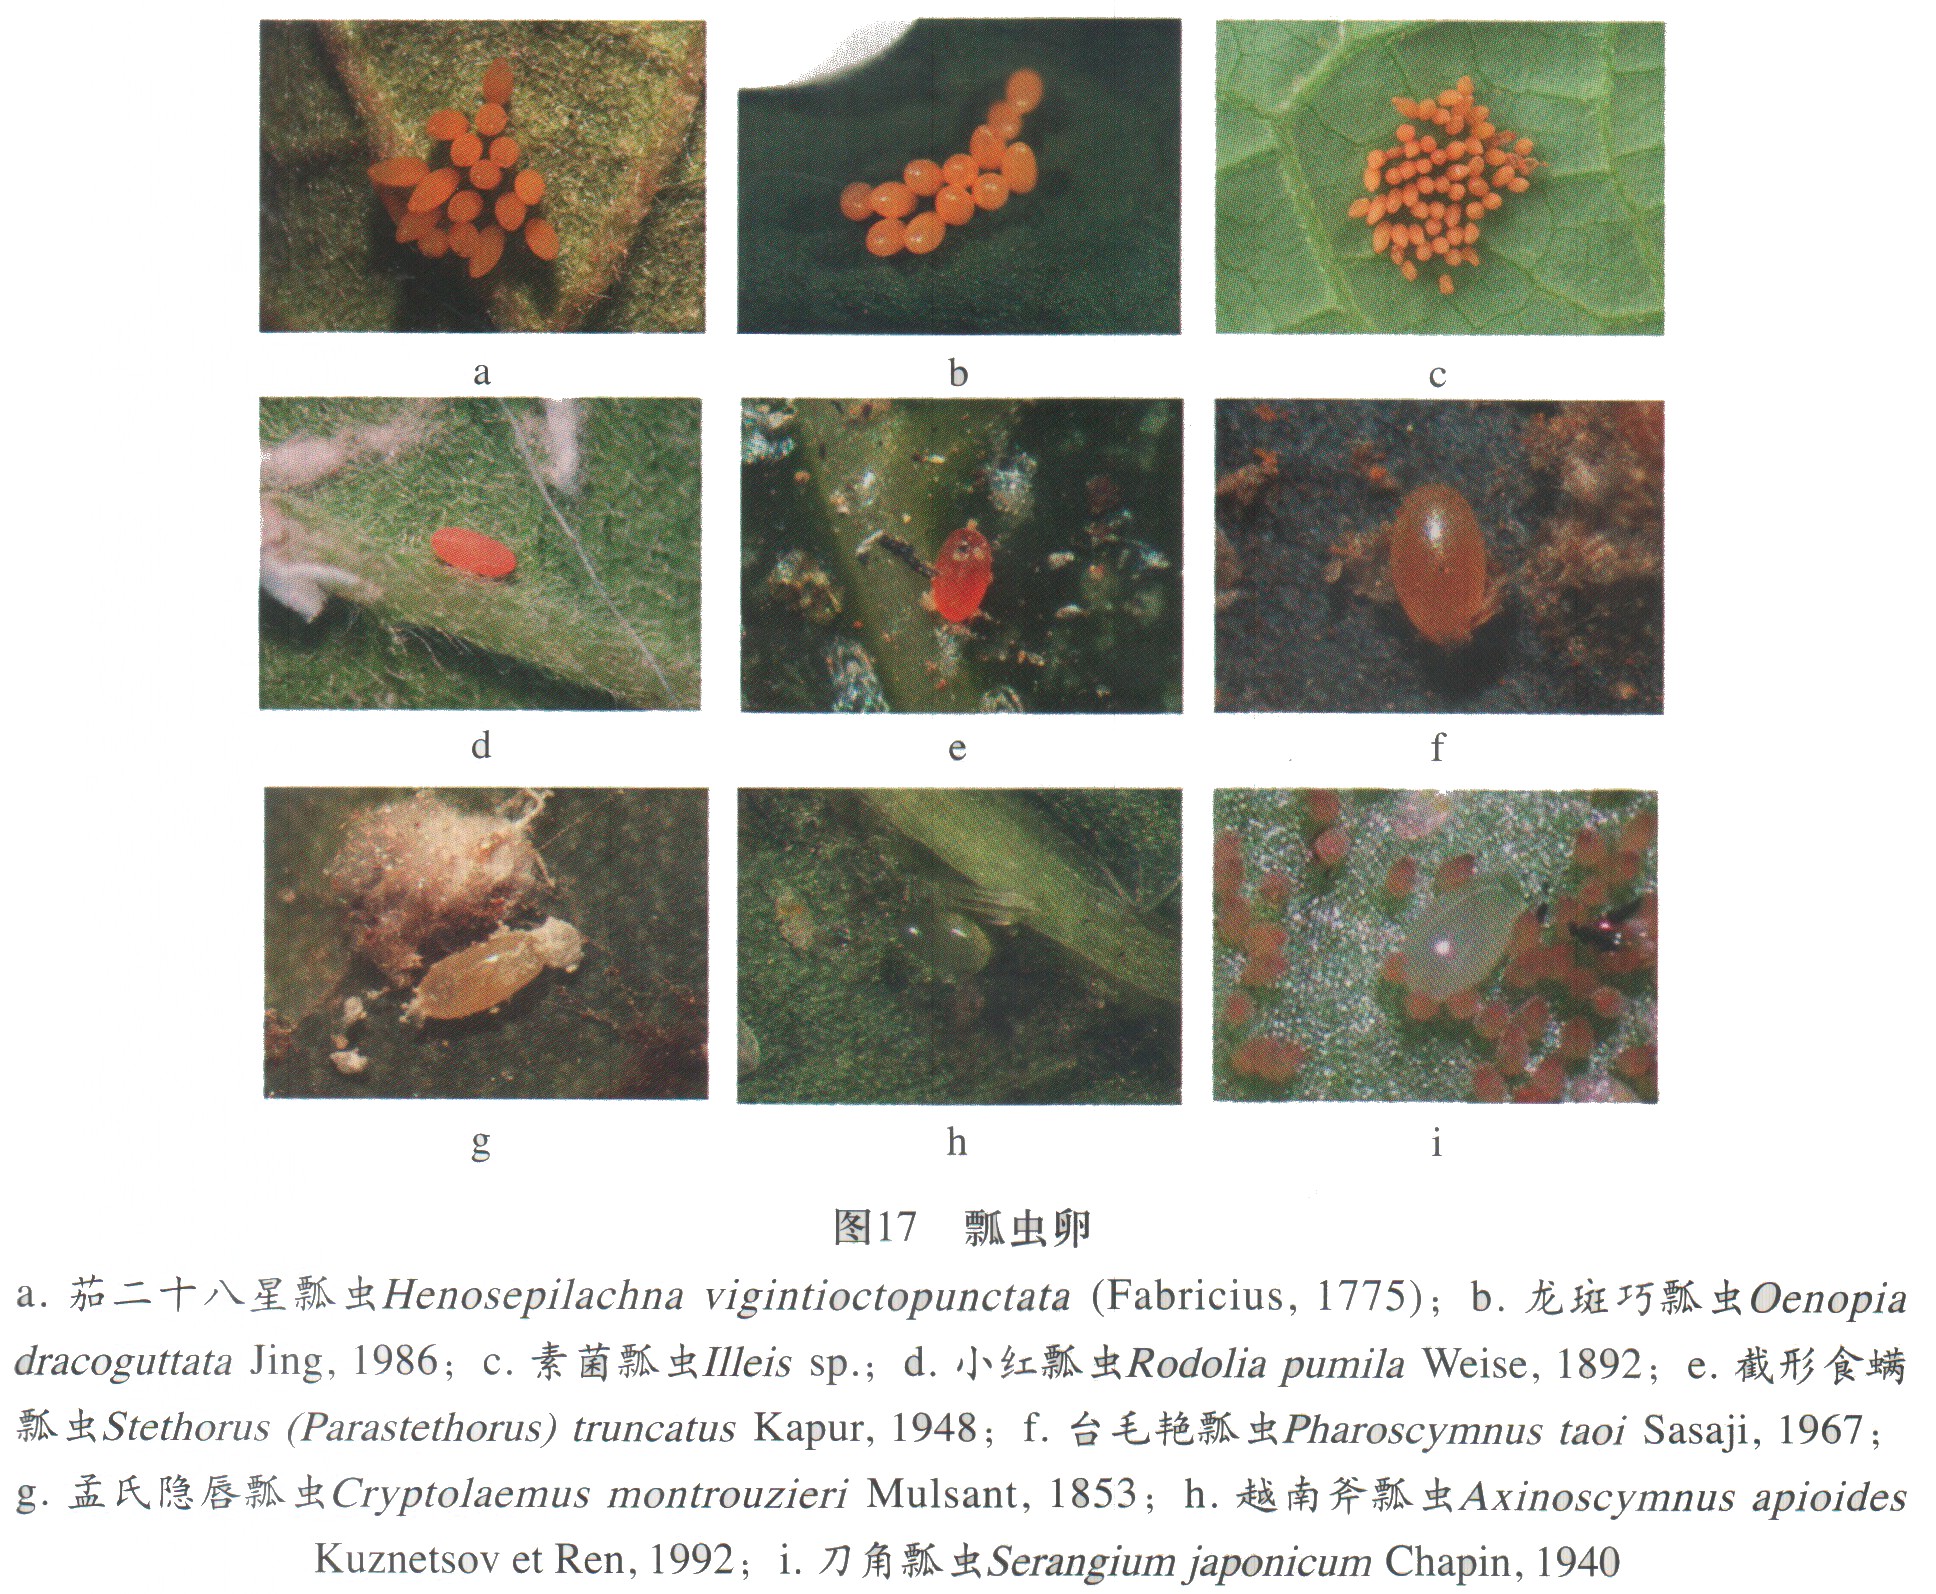 a
b
c
d
e
f
g
h
i
图17 瓢虫卵
a. 茄二十八星瓢虫Henosepilachna vigintioctopunctata (Fabricius, 1775)；b. 龙斑巧瓢虫Oenopia
dracoguttata Jing, 1986；c. 素菌瓢虫Illeis sp.；d. 小红瓢虫Rodolia pumila Weise, 1892；e. 截形食螨
瓢虫Stethorus (Parastethorus) truncatus Kapur, 1948；f. 台毛艳瓢虫Pharoscymnus taoi Sasaji, 1967；
g. 孟氏隐唇瓢虫Cryptolaemus montrouzieri Mulsant, 1853；h. 越南斧瓢虫Axinoscymnus apioides
Kuznetsov et Ren, 1992；i. 刀角瓢虫Serangium japonicum Chapin, 1940